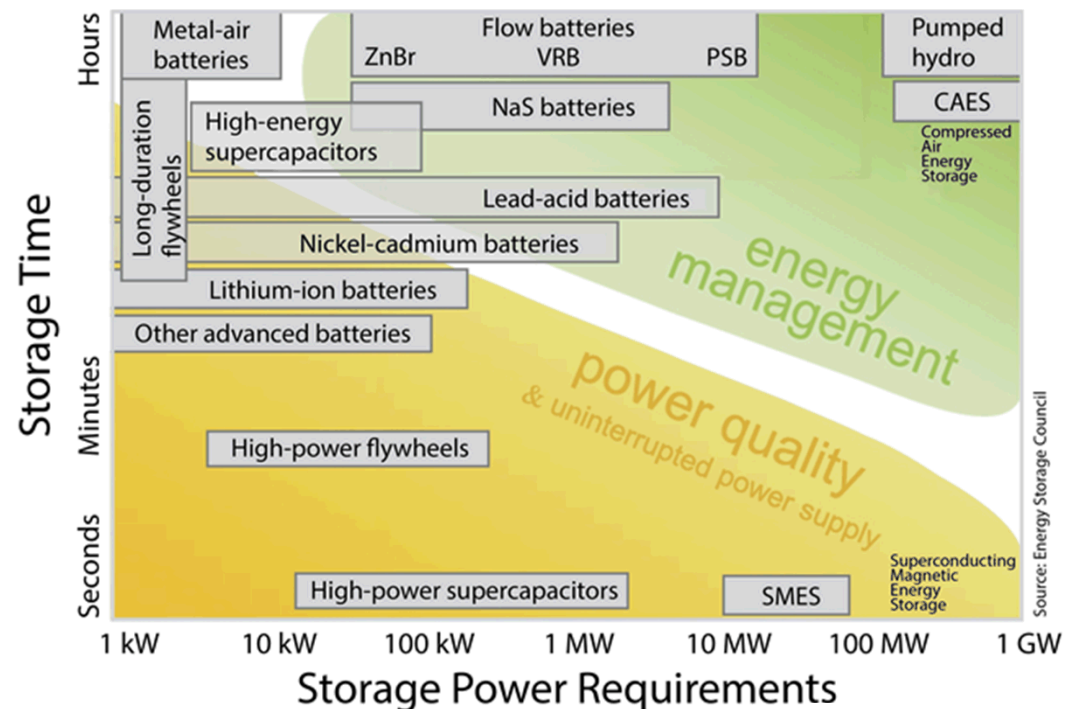 Hours
Metal-air
batteries
Flow batteries
ZnBr VRB PSB
Pumped
hydro
NaS batteries
CAES
Compressed
Air
Energy
Storage
High-energy
supercapacitors
Long-duration
flywheels
Lead-acid batteries
Nickel-cadmium batteries
Lithium-ion batteries
Other advanced batteries
energy
management
Storage Time
Minutes
power quality
& uninterrupted power supply
High-power flywheels
Seconds
High-power supercapacitors
SMES
Superconducting
Magnetic
Energy
Storage
Source: Energy Storage Council
1 kW 10 kW 100 kW 1 MW 10 MW 100 MW 1 GW
Storage Power Requirements